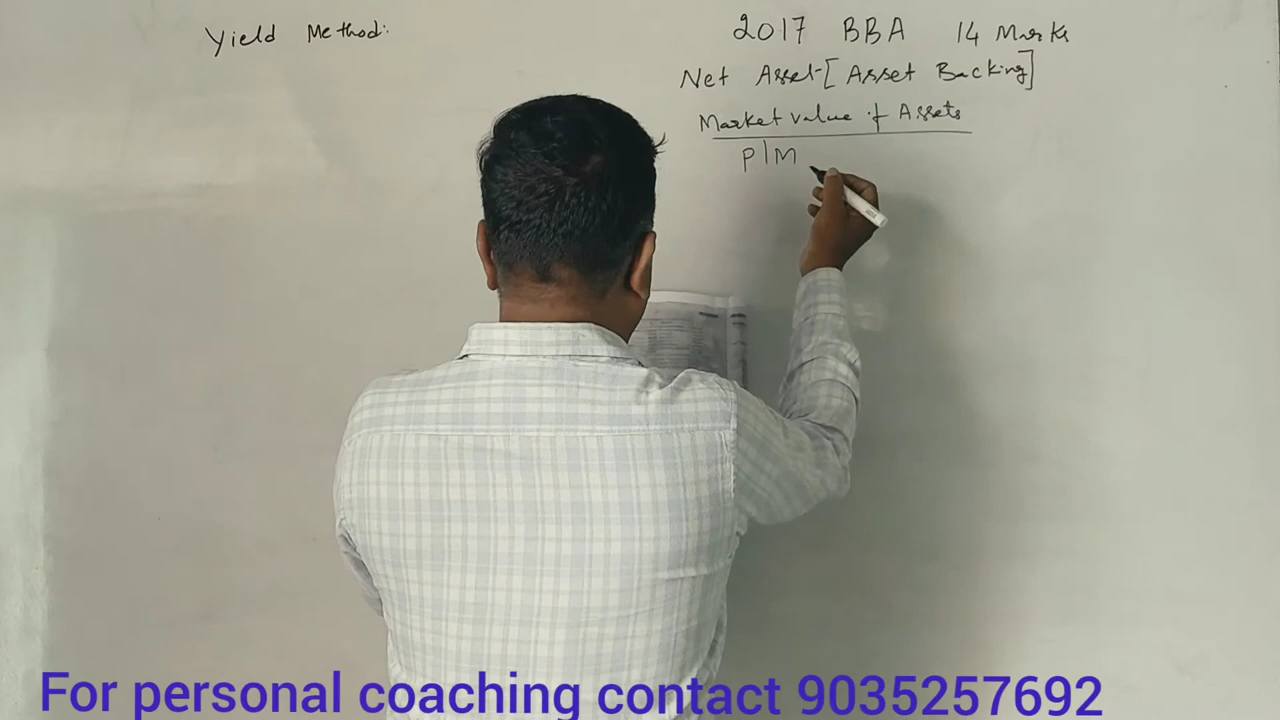 Yield Method:
2017 BBA 14 Marks
Net Asset [Asset Backing]
Market value of Assets
P|M
For personal coaching contact 9035257692